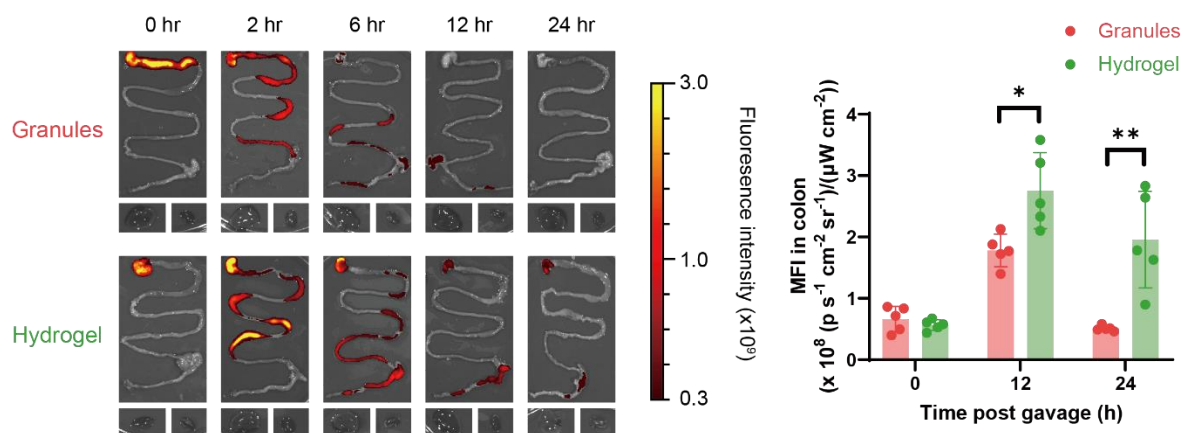 0 hr 2 hr 6 hr 12 hr 24 hr
Granules
Hydrogel
3.0
1.0
0.3
Fluoresence intensity (x10⁹)
Granules
Hydrogel
MFI in colon
(x 10⁸ (p s⁻¹ cm⁻² sr⁻¹)/(µW cm⁻²))
4
3
2
1
0
*
**
0 12 24
Time post gavage (h)